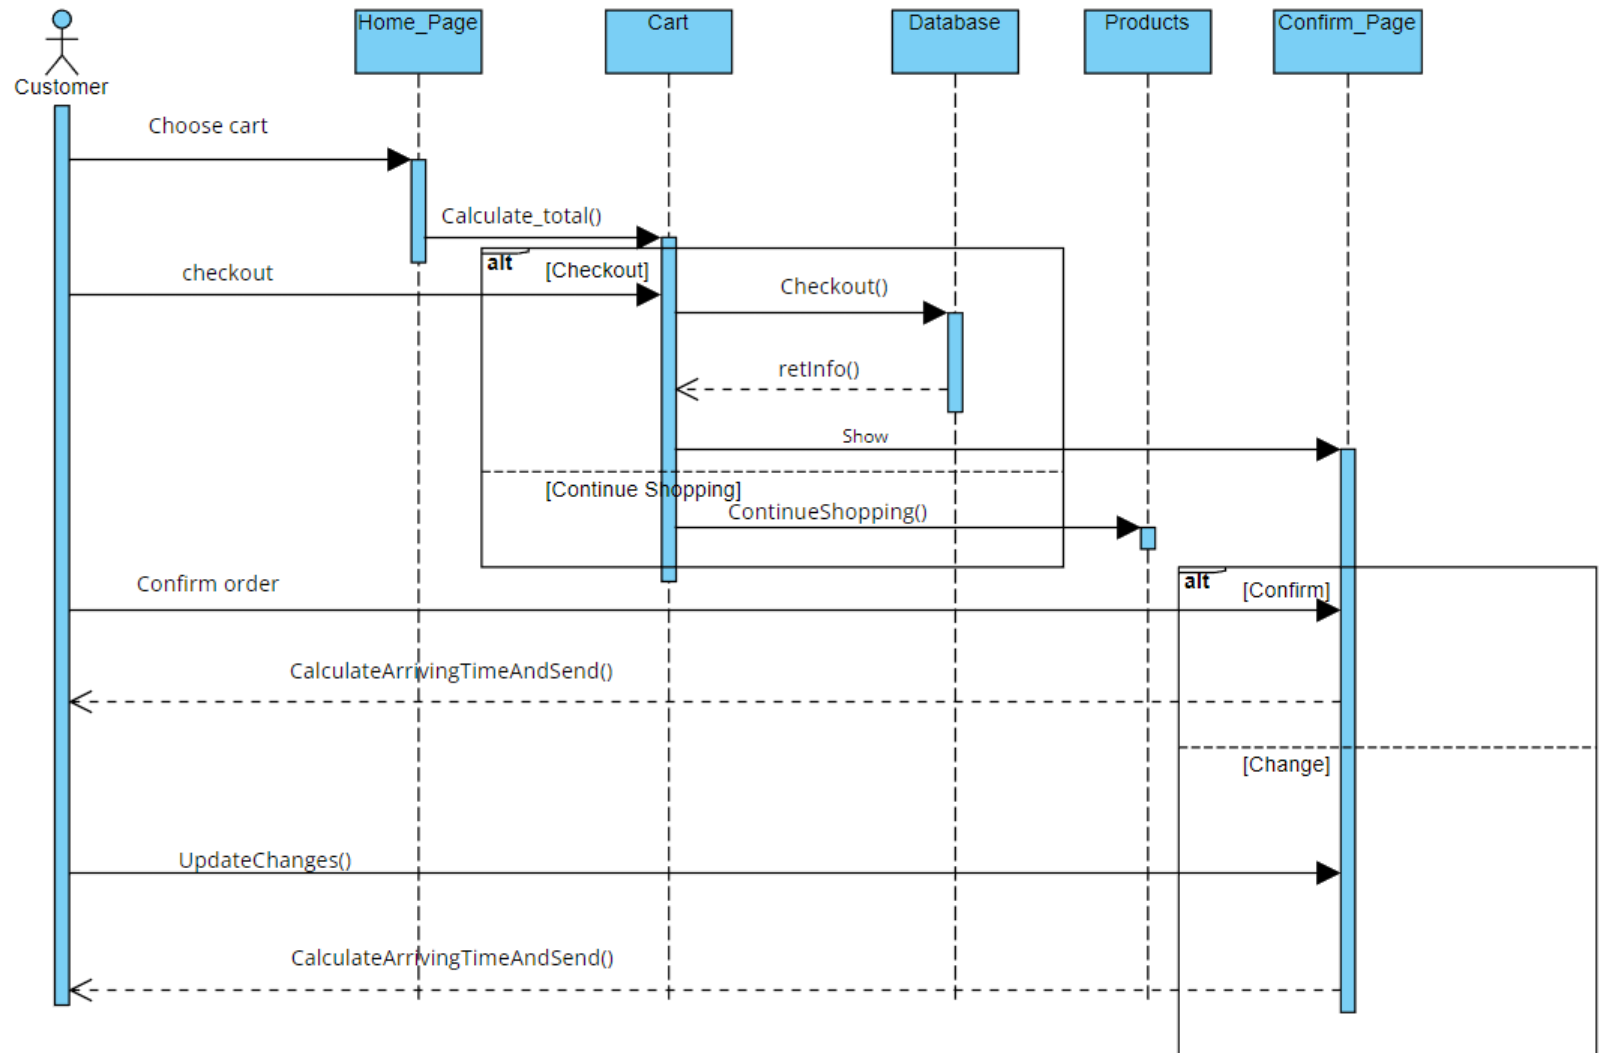 Home_Page
Cart
Database
Products
Confirm_Page
Customer
Choose cart
Calculate_total()
alt
[Checkout]
checkout
Checkout()
retInfo()
Show
[Continue Shopping]
ContinueShopping()
Confirm order
alt
[Confirm]
CalculateArrivingTimeAndSend()
[Change]
UpdateChanges()
CalculateArrivingTimeAndSend()